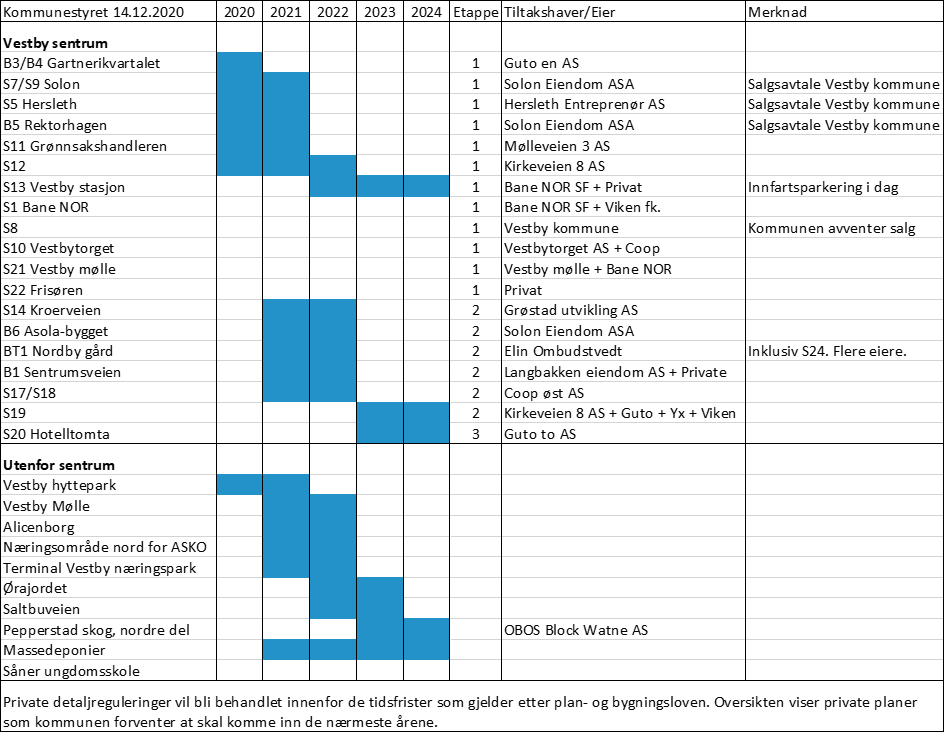 Kommunestyret 14.12.2020 2020 2021 2022 2023 2024 Etappe Tiltakshaver/Eier Merknad
Vestby sentrum
B3/B4 Gartnerikvartalet 1 Guto en AS
S7/S9 Solon 1 Solon Eiendom ASA Salgsavtale Vestby kommune
S5 Hersleth 1 Hersleth Entreprenør AS Salgsavtale Vestby kommune
B5 Rektorhagen 1 Solon Eiendom ASA Salgsavtale Vestby kommune
S11 Grønnsakshandleren 1 Mølleveien 3 AS
S12 1 Kirkeveien 8 AS
S13 Vestby stasjon 1 Bane NOR SF + Privat Innfartsparkering i dag
S1 Bane NOR 1 Bane NOR SF + Viken fk.
S8 1 Vestby kommune Kommunen avventer salg
S10 Vestbytorget 1 Vestbytorget AS + Coop
S21 Vestby mølle 1 Vestby mølle + Bane NOR
S22 Frisøren 1 Privat
S14 Kroerveien 2 Grøstad utvikling AS
B6 Asola-bygget 2 Solon Eiendom ASA
BT1 Nordby gård 2 Elin Ombudstvedt Inklusiv S24. Flere eiere.
B1 Sentrumsveien 2 Langbakken eiendom AS + Private
S17/S18 2 Coop øst AS
S19 2 Kirkeveien 8 AS + Guto + Yx + Viken
S20 Hotelltomta 3 Guto to AS
Utenfor sentrum
Vestby hyttepark
Vestby Mølle
Alicenborg
Næringsområde nord for ASKO
Terminal Vestby næringspark
Ørajordet
Saltbuveien
Pepperstad skog, nordre del OBOS Block Watne AS
Massedeponier
Såner ungdomsskole
Private detaljreguleringer vil bli behandlet innenfor de tidsfrister som gjelder etter plan- og bygningsloven. Oversikten viser private planer
som kommunen forventer at skal komme inn de nærmeste årene.